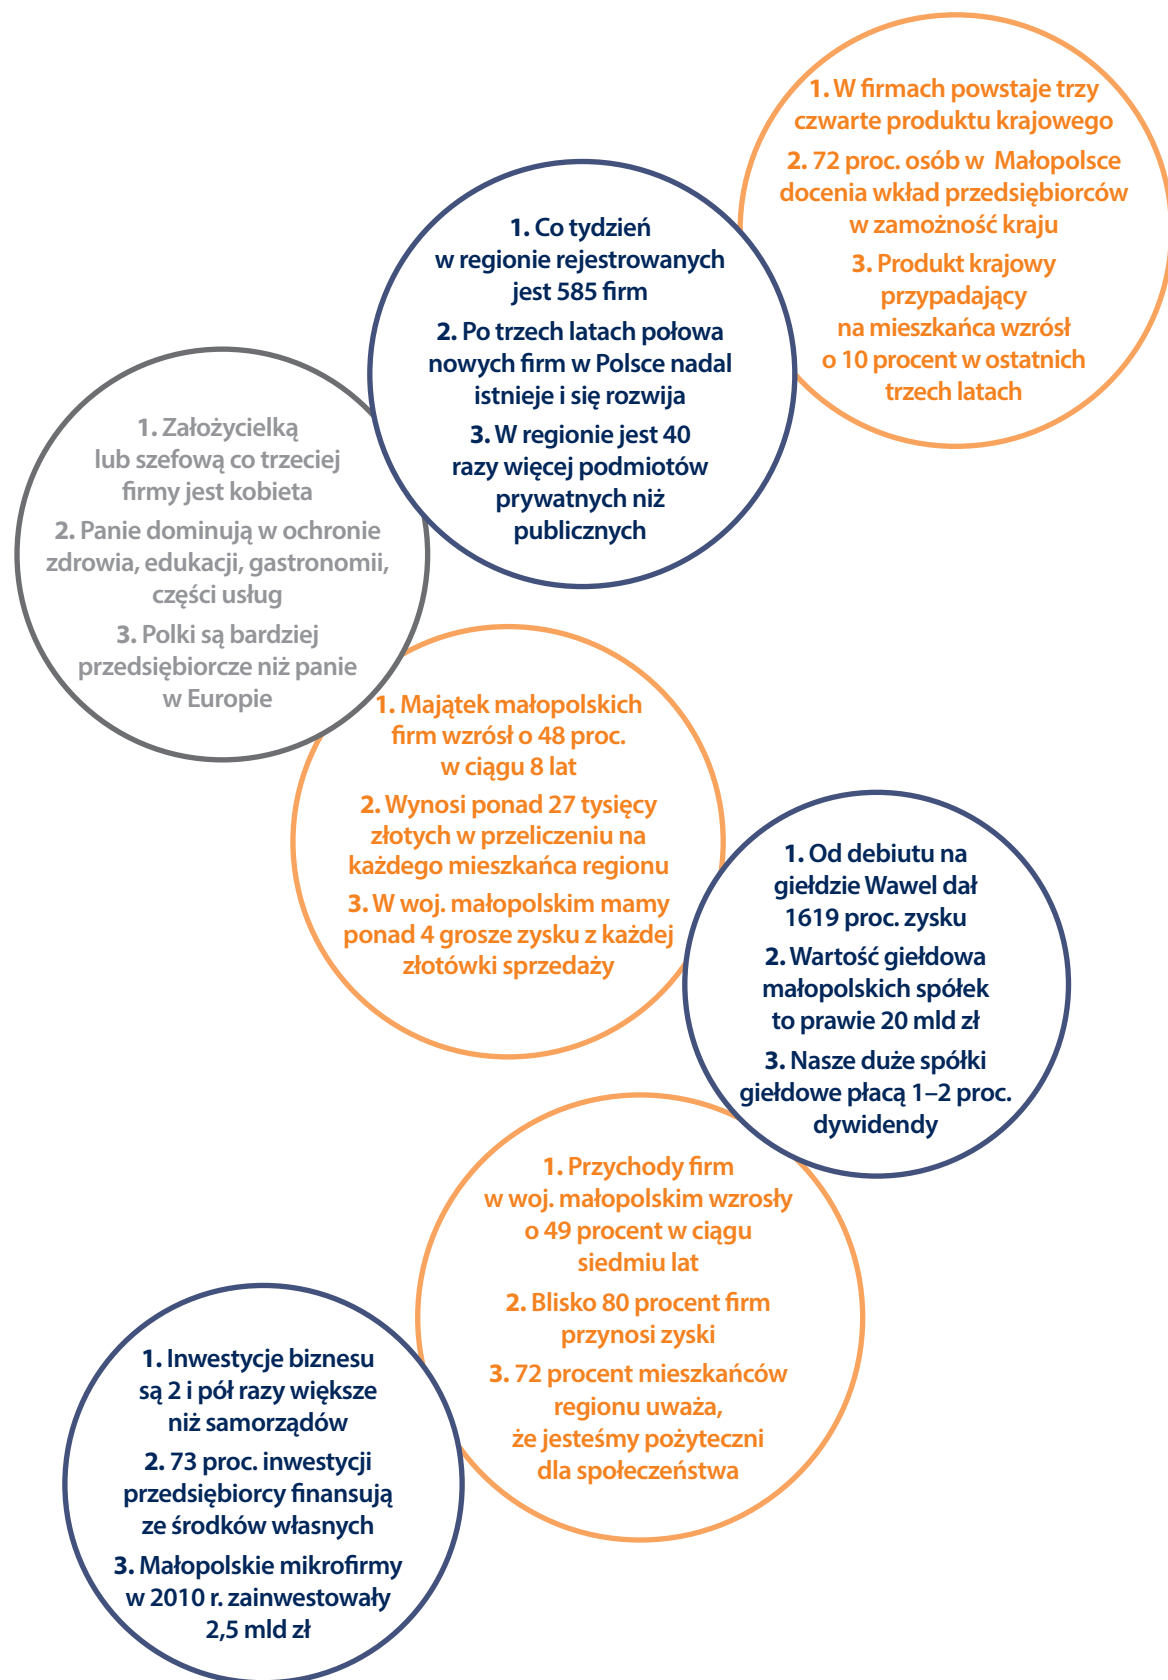 1. W firmach powstaje trzy
czwarte produktu krajowego
2. 72 proc. osób w Małopolsce
docenia wkład przedsiębiorców
w zamożność kraju
3. Produkt krajowy
przypadający
na mieszkańca wzrósł
o 10 procent w ostatnich
trzech latach
1. Co tydzień
w regionie rejestrowanych
jest 585 firm
2. Po trzech latach połowa
nowych firm w Polsce nadal
istnieje i się rozwija
3. W regionie jest 40
razy więcej podmiotów
prywatnych niż
publicznych
1. Założycielką
lub szefową co trzeciej
firmy jest kobieta
2. Panie dominują w ochronie
zdrowia, edukacji, gastronomii,
części usług
3. Polki są bardziej
przedsiębiorcze niż panie
w Europie
1. Majątek małopolskich
firm wzrósł o 48 proc.
w ciągu 8 lat
2. Wynosi ponad 27 tysięcy
złotych w przeliczeniu na
każdego mieszkańca regionu
3. W woj. małopolskim mamy
ponad 4 grosze zysku z każdej
złotówki sprzedaży
1. Od debiutu na
giełdzie Wawel dał
1619 proc. zysku
2. Wartość giełdowa
małopolskich spółek
to prawie 20 mld zł
3. Nasze duże spółki
giełdowe płacą 1–2 proc.
dywidendy
1. Przychody firm
w woj. małopolskim wzrosły
o 49 procent w ciągu
siedmiu lat
2. Blisko 80 procent firm
przynosi zyski
3. 72 procent mieszkańców
regionu uważa,
że jesteśmy pożyteczni
dla społeczeństwa
1. Inwestycje biznesu
są 2 i pół razy większe
niż samorządów
2. 73 proc. inwestycji
przedsiębiorcy finansują
ze środków własnych
3. Małopolskie mikrofirmy
w 2010 r. zainwestowały
2,5 mld zł